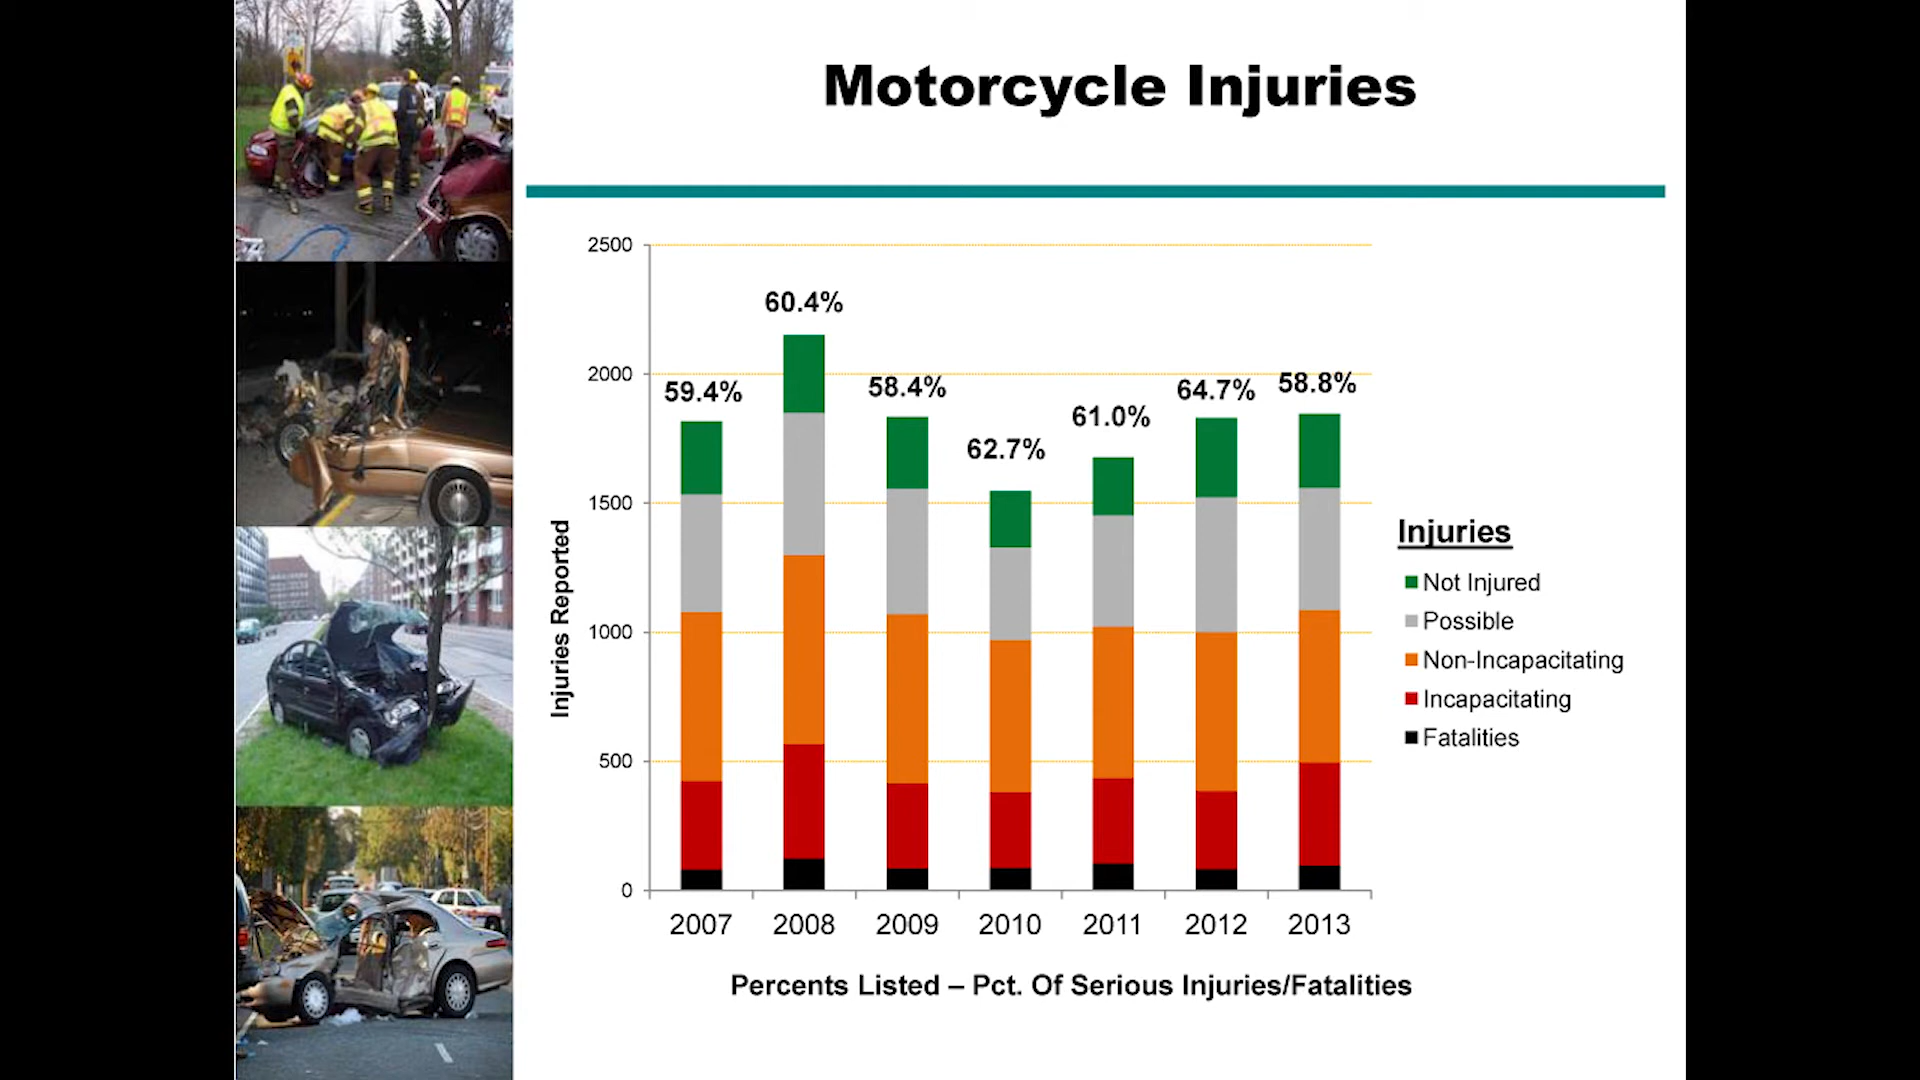 Motorcycle Injuries
2500
2000
1500
1000
500
0
Injuries Reported
59.4%
60.4%
58.4%
62.7%
61.0%
64.7%
58.8%
2007 2008 2009 2010 2011 2012 2013
Percents Listed – Pct. Of Serious Injuries/Fatalities
Injuries
Not Injured
Possible
Non-Incapacitating
Incapacitating
Fatalities